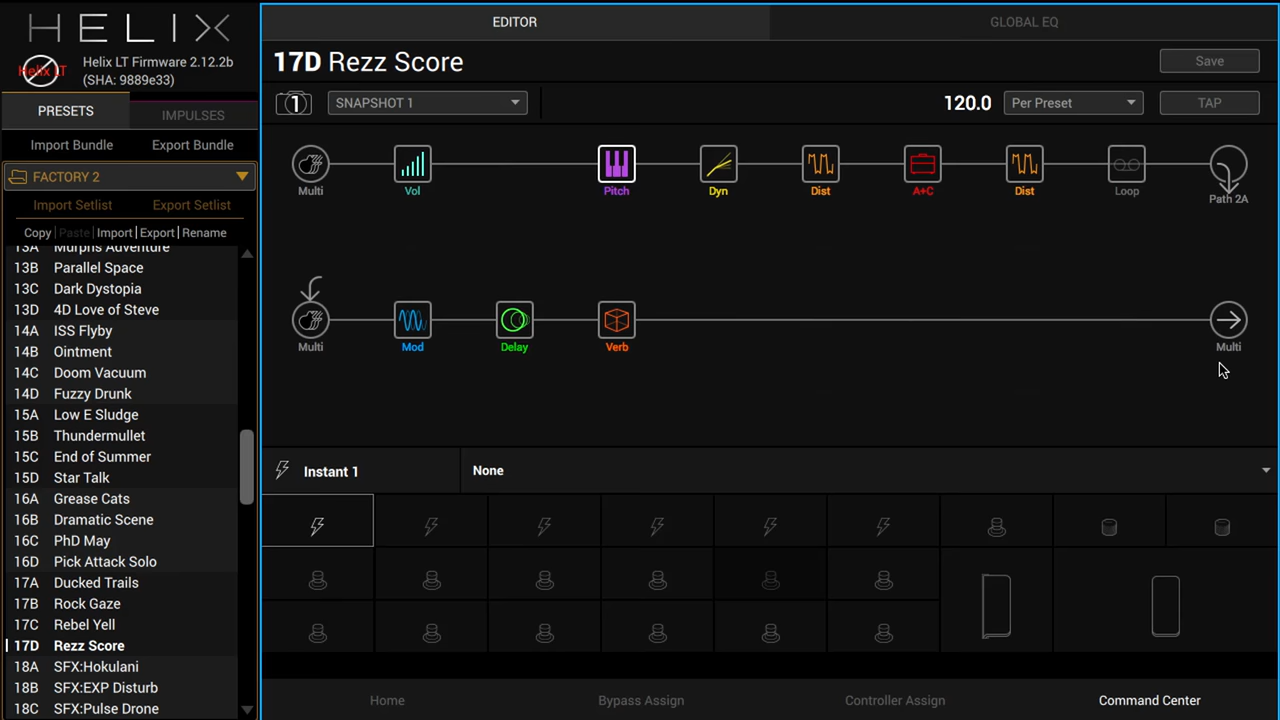 HELIX
Helix LT
Helix LT Firmware 2.12.2b
(SHA: 9889e33)
PRESETS
IMPULSES
Import Bundle
Export Bundle
FACTORY 2
Import Setlist
Export Setlist
Copy | Paste | Import | Export | Rename
13A Murphs Adventure
13B Parallel Space
13C Dark Dystopia
13D 4D Love of Steve
14A ISS Flyby
14B Ointment
14C Doom Vacuum
14D Fuzzy Drunk
15A Low E Sludge
15B Thundermullet
15C End of Summer
15D Star Talk
16A Grease Cats
16B Dramatic Scene
16C PhD May
16D Pick Attack Solo
17A Ducked Trails
17B Rock Gaze
17C Rebel Yell
17D Rezz Score
18A SFX:Hokulani
18B SFX:EXP Disturb
18C SFX:Pulse Drone
EDITOR
GLOBAL EQ
17D Rezz Score
Save
1
SNAPSHOT 1
120.0
Per Preset
TAP
Multi
Vol
Pitch
Dyn
Dist
A+C
Dist
Loop
Path 2A
Multi
Mod
Delay
Verb
Multi
Instant 1
None
Home
Bypass Assign
Controller Assign
Command Center